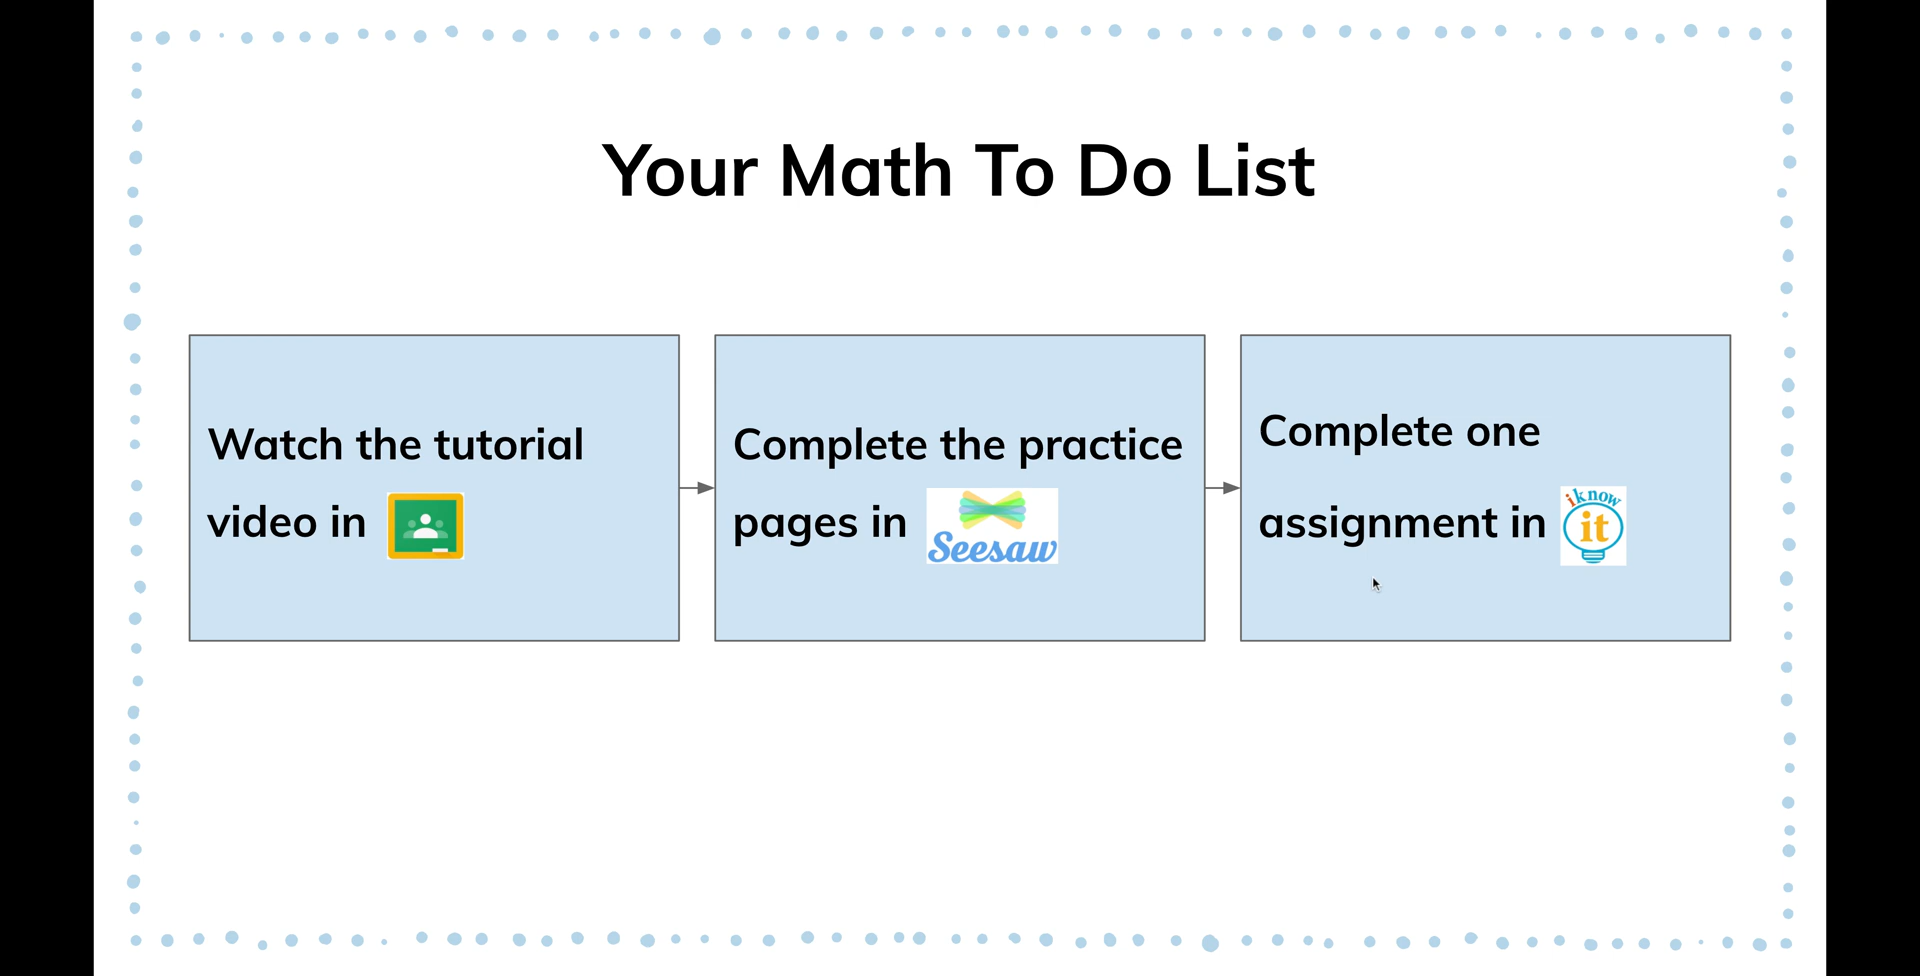 Your Math To Do List
Watch the tutorial
video in
Complete the practice
pages in
Seesaw
Complete one
assignment in
iknow
it